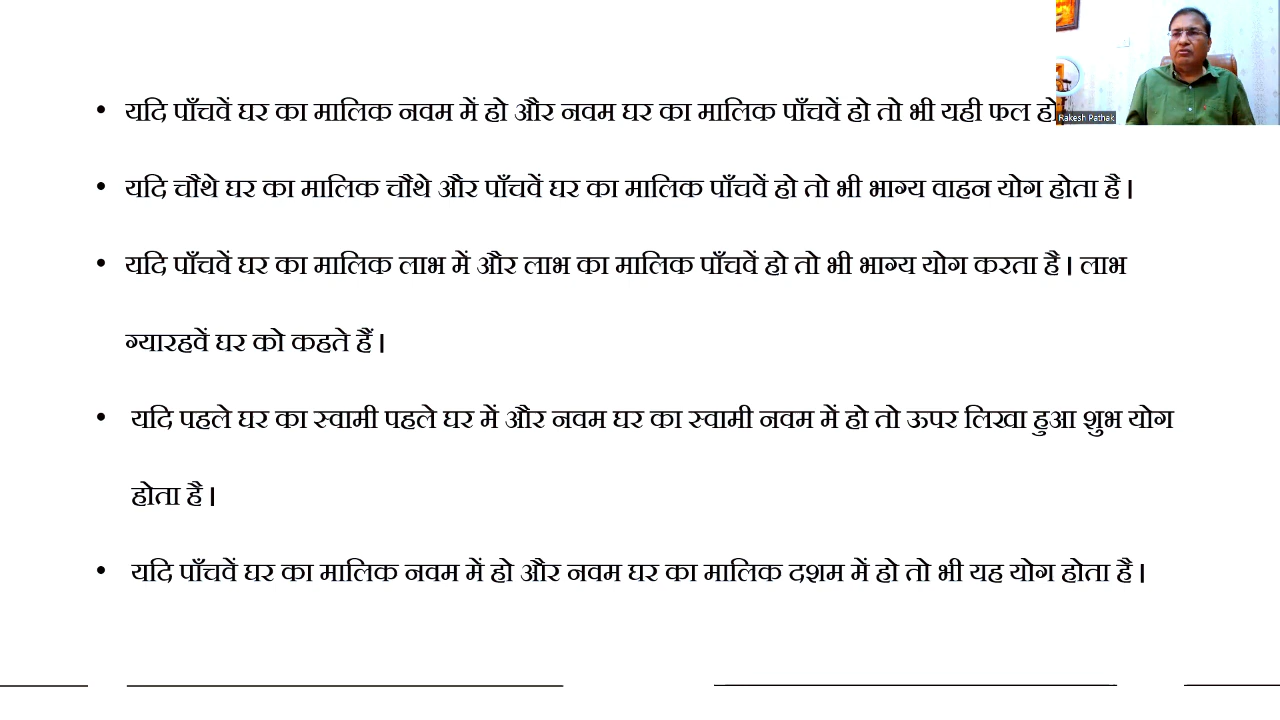 • यदि पाँचवें घर का मालिक नवम में हो और नवम घर का मालिक पाँचवें हो तो भी यही फल
• यदि चौथे घर का मालिक चौथे और पाँचवें घर का मालिक पाँचवें हो तो भी भाग्य वाहन योग होता है।
• यदि पाँचवें घर का मालिक लाभ में और लाभ का मालिक पाँचवें हो तो भी भाग्य योग करता है। लाभ
ग्यारहवें घर को कहते हैं।
• यदि पहले घर का स्वामी पहले घर में और नवम घर का स्वामी नवम में हो तो ऊपर लिखा हुआ शुभ योग
होता है।
• यदि पाँचवें घर का मालिक नवम में हो और नवम घर का मालिक दशम में हो तो भी यह योग होता है।
Rakesh Pathak